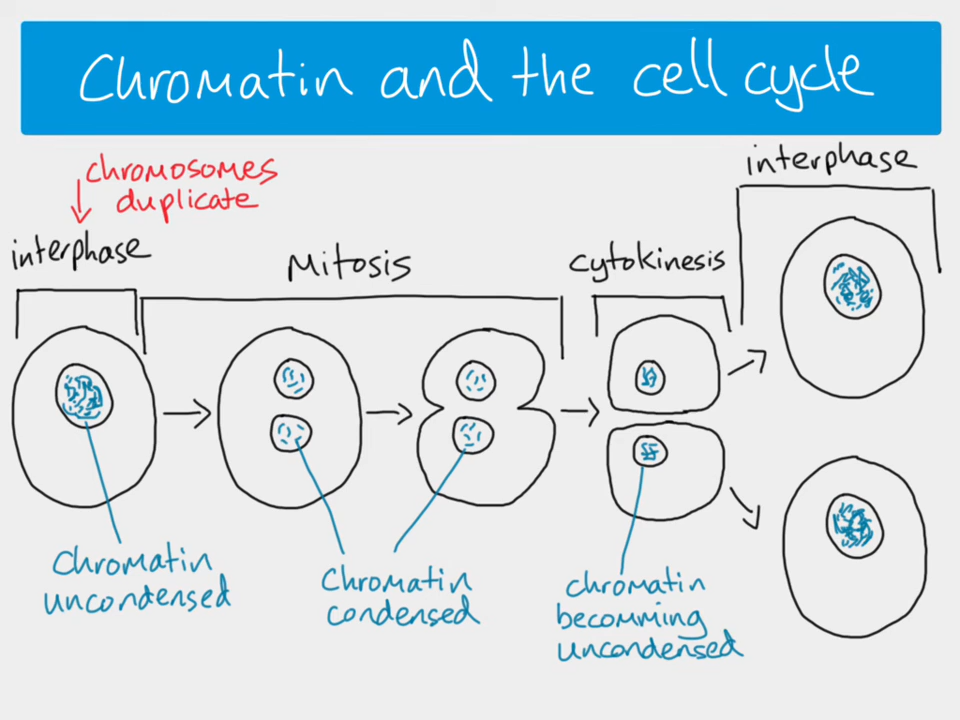 Chromatin and the cell cycle
chromosomes
duplicate
interphase
Mitosis
cytokinesis
interphase
Chromatin
uncondensed
Chromatin
condensed
chromatin
becomming
uncondensed